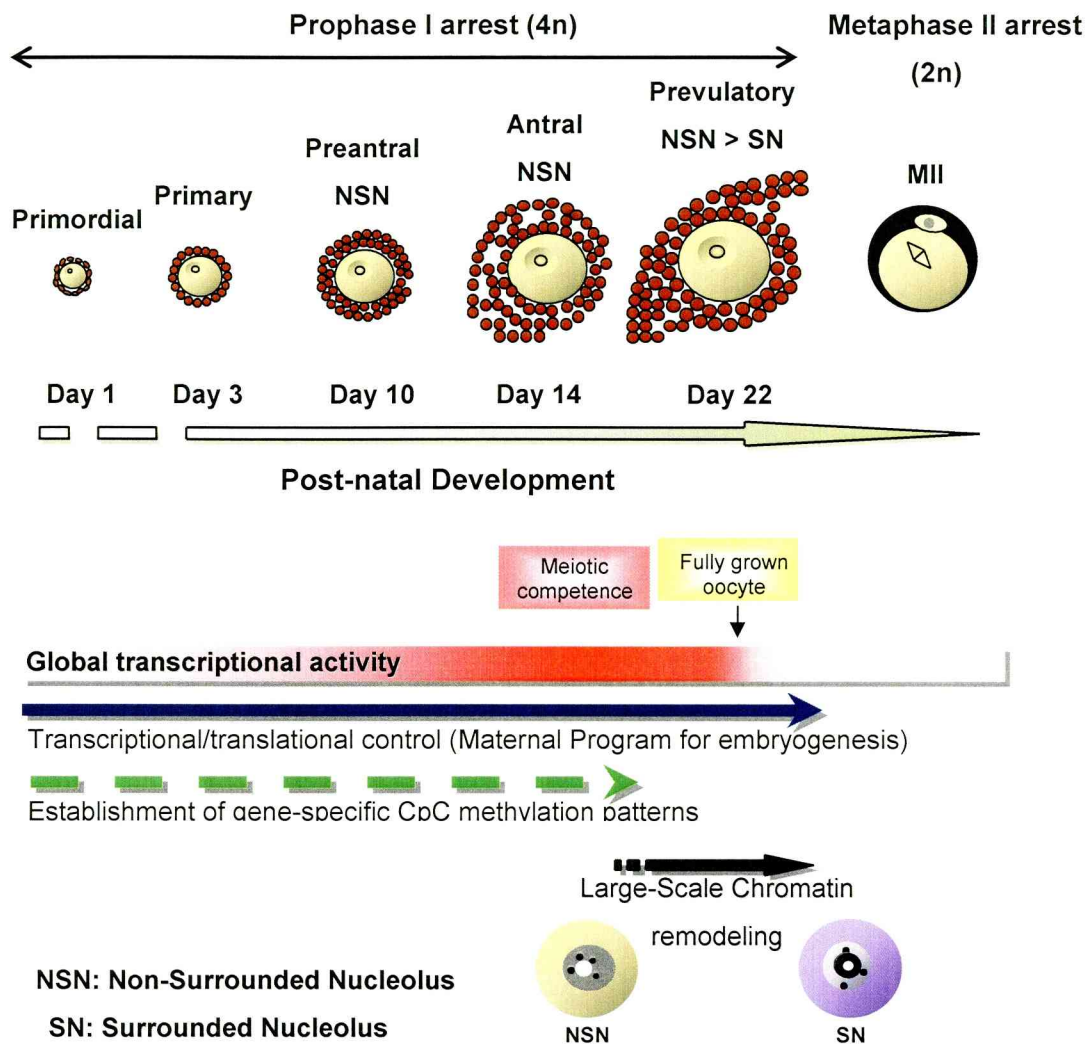 Prophase I arrest (4n)
Metaphase II arrest
(2n)
Prevulatory
NSN > SN
Antral
NSN
Preantral
NSN
Primary
Primordial
MII
Day 1 Day 3 Day 10 Day 14 Day 22
Post-natal Development
Meiotic
competence
Fully grown
oocyte
Global transcriptional activity
Transcriptional/translational control (Maternal Program for embryogenesis)
Establishment of gene-specific CpC methylation patterns
Large-Scale Chromatin
remodeling
NSN: Non-Surrounded Nucleolus
SN: Surrounded Nucleolus
NSN
SN